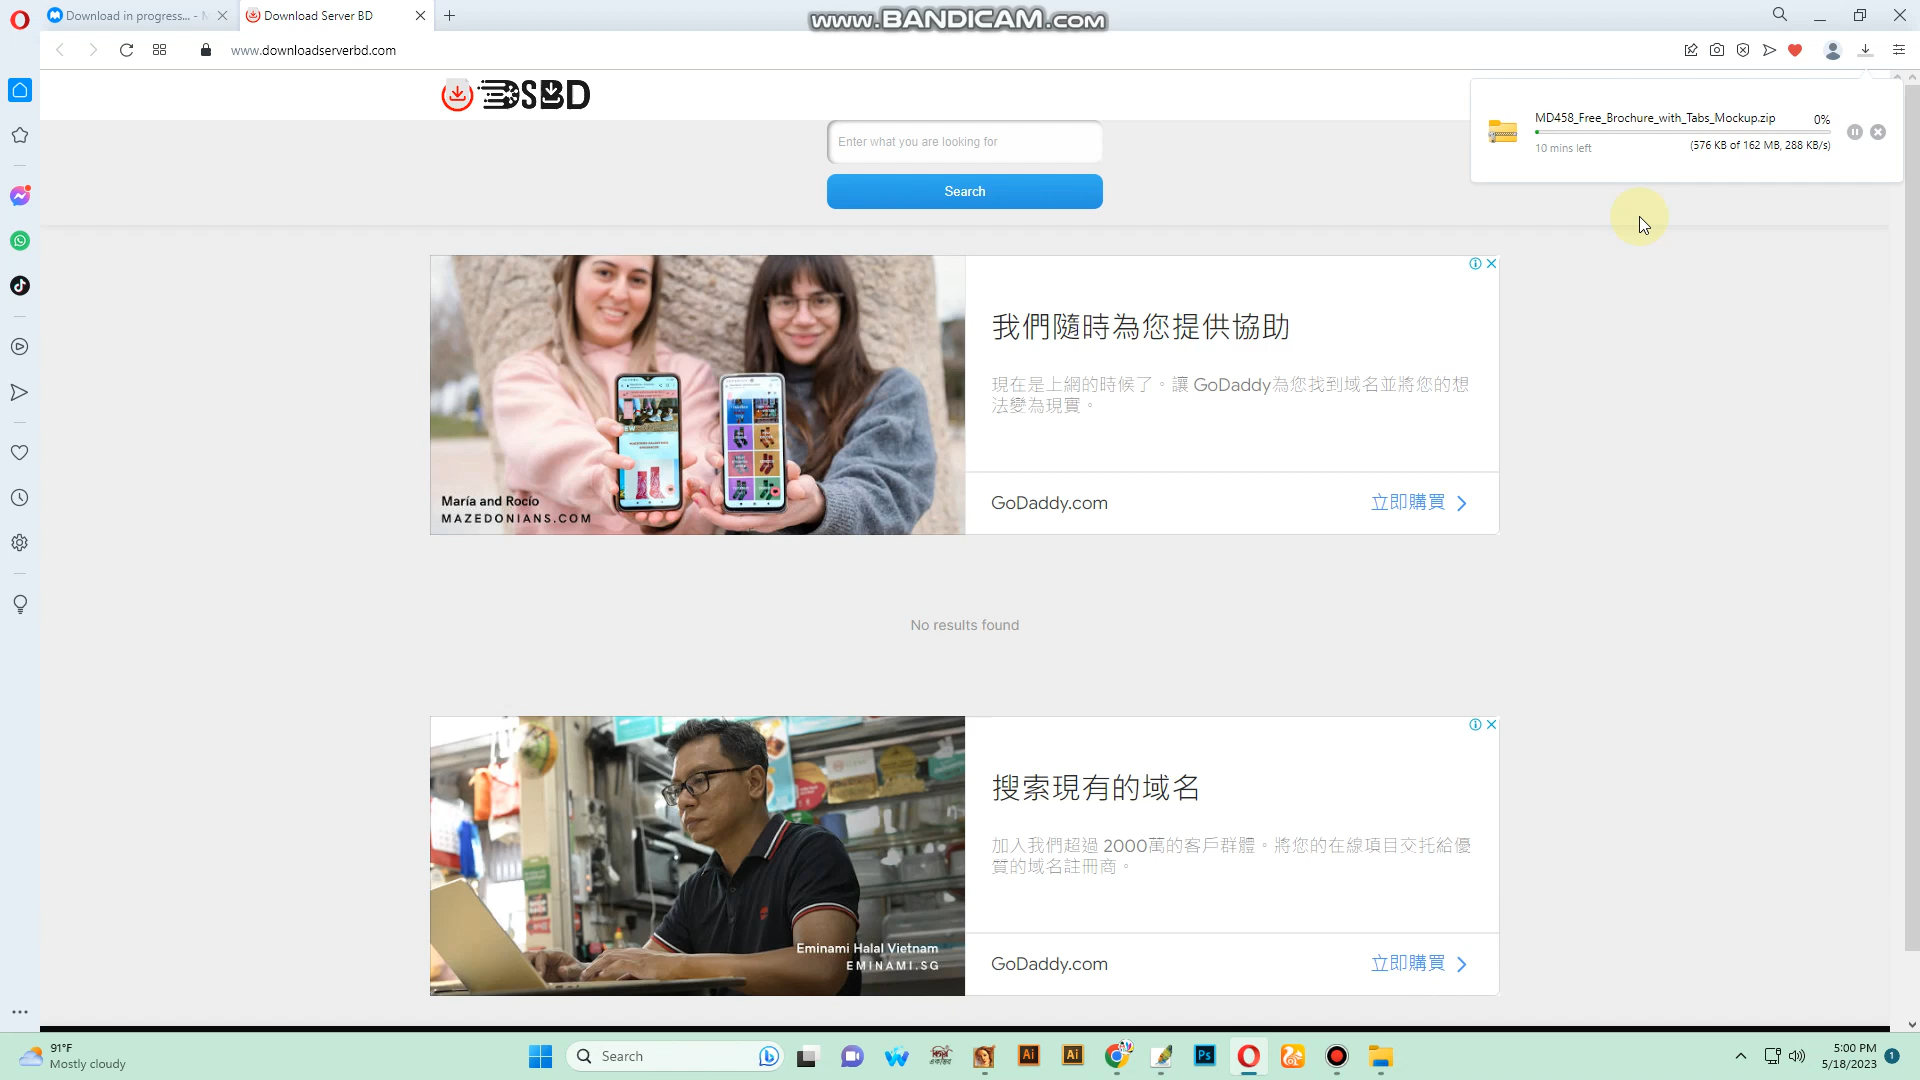 Download in progress... - M
Download Server BD
www.BANDICAM.com
www.downloadserverbd.com
DSBD
MD458_Free_Brochure_with_Tabs_Mockup.zip 0%
10 mins left (576 KB of 162 MB, 288 KB/s)
Enter what you are looking for
Search
我們隨時為您提供協助
現在是上網的時候了。讓 GoDaddy為您找到域名並將您的想
法變為現實。
María and Rocío
MAZEDONIANS.COM
GoDaddy.com 立即購買
No results found
搜索現有的域名
加入我們超過 2000萬的客戶群體。將您的在線項目交托給優
質的域名註冊商。
Eminami Halal Vietnam
EMINAMI.SG
GoDaddy.com 立即購買
91°F
Mostly cloudy
Search
Ai
Ai
Ps
5:00 PM
5/18/2023
1